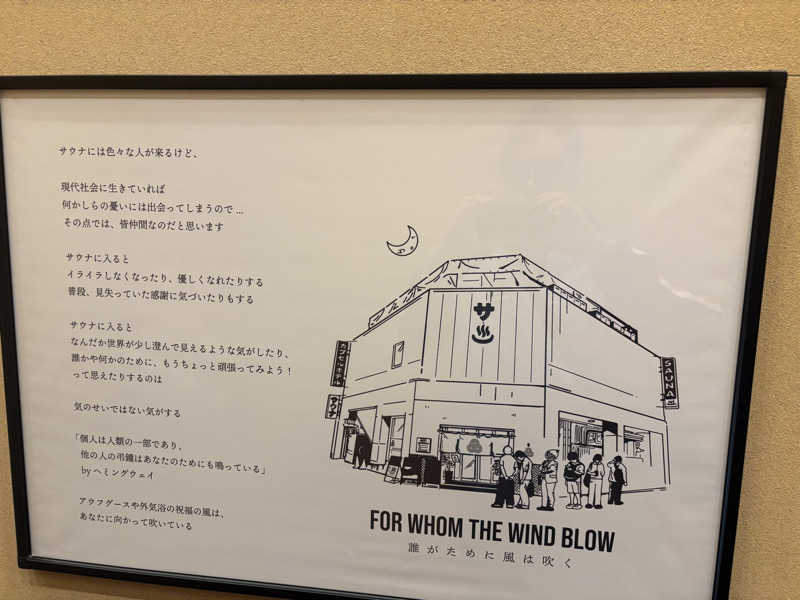 サウナには色々な人が来るけど、
現代社会に生きていれば
何かしらの憂いには出会ってしまうので...
その点では、皆仲間なのだと思います
サウナに入ると
イライラしなくなったり、優しくなれたりする
普段、見失っていた感謝に気づいたりもする
サウナに入ると
なんだか世界が少し澄んで見えるような気がしたり、
誰かや何かのために、もうちょっと頑張ってみよう！
って思えたりするのは
気のせいではない気がする
「個人は人類の一部であり、
他の人の弔鐘はあなたのためにも鳴っている」
byヘミングウェイ
アウフグースや外気浴の祝福の風は、
あなたに向かって吹いている
サ
カプセルホテル
サウナ
SAUNA
FOR WHOM THE WIND BLOW
誰がために風は吹く